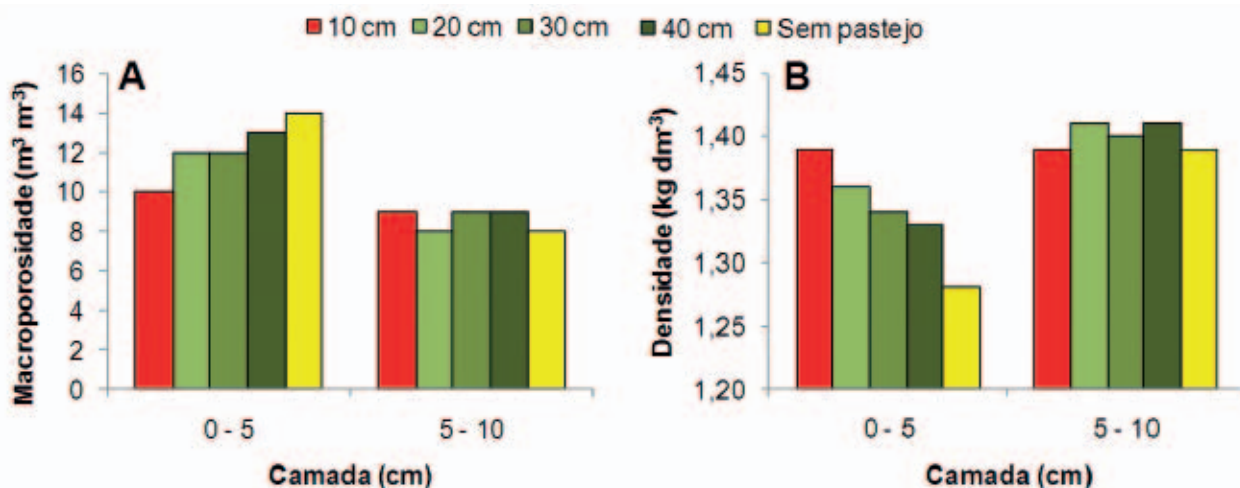 10 cm 20 cm 30 cm 40 cm Sem pastejo
A
Macroporosidade (m³ m⁻³)
16
14
12
10
8
6
4
2
0
0 - 5 5 - 10
Camada (cm)
B
Densidade (kg dm⁻³)
1,45
1,40
1,35
1,30
1,25
1,20
0 - 5 5 - 10
Camada (cm)